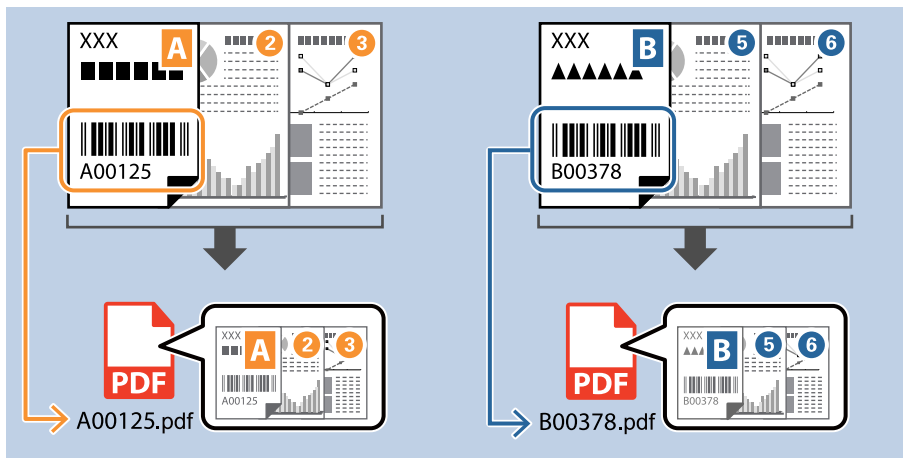 XXX A 2 3
A00125
XXX B 5 6
B00378
PDF
XXX A 2 3
A00125
A00125.pdf
PDF
XXX B 5 6
B00378
B00378.pdf